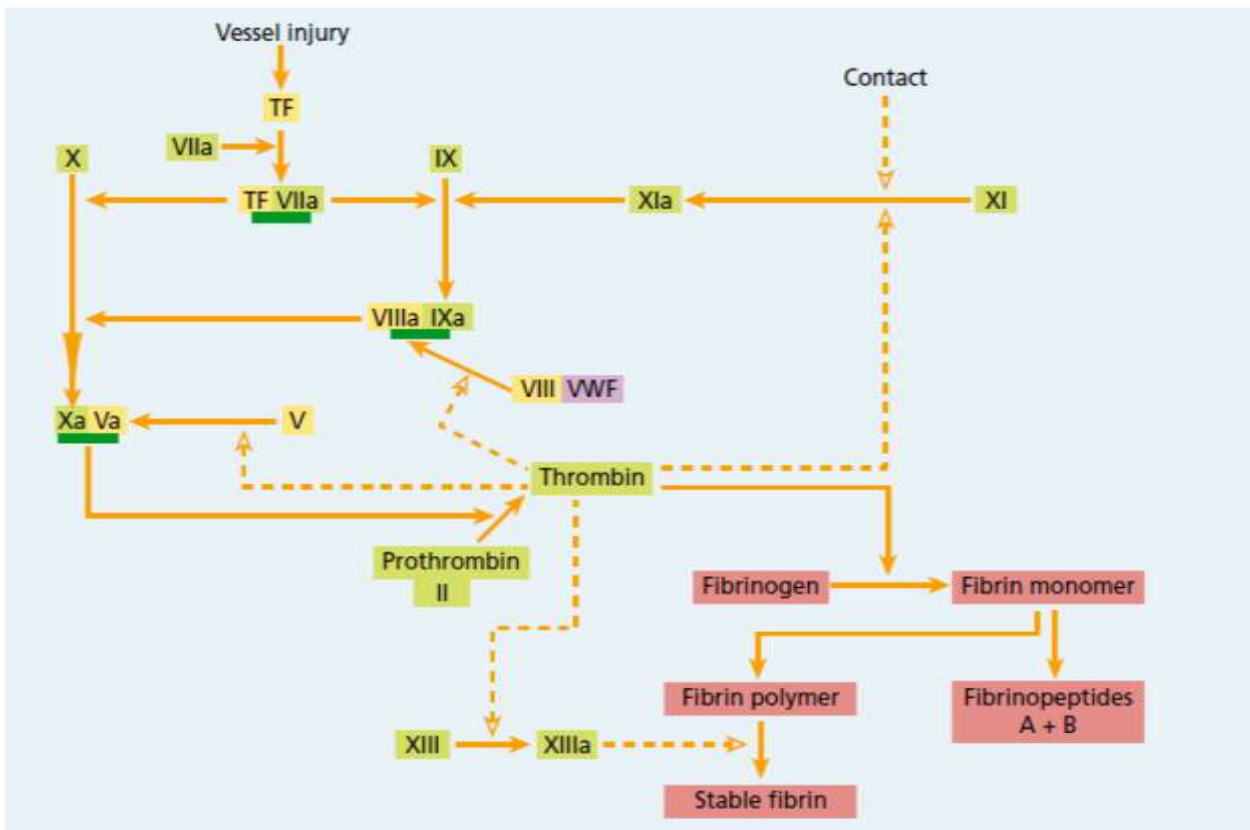 Vessel injury
Contact
TF
VIIa
X
IX
TF VIIa
XIa
XI
VIIIa IXa
VIII VWF
Xa Va
V
Thrombin
Prothrombin
II
Fibrinogen
Fibrin monomer
Fibrin polymer
Fibrinopeptides
A + B
XIII
XIIIa
Stable fibrin